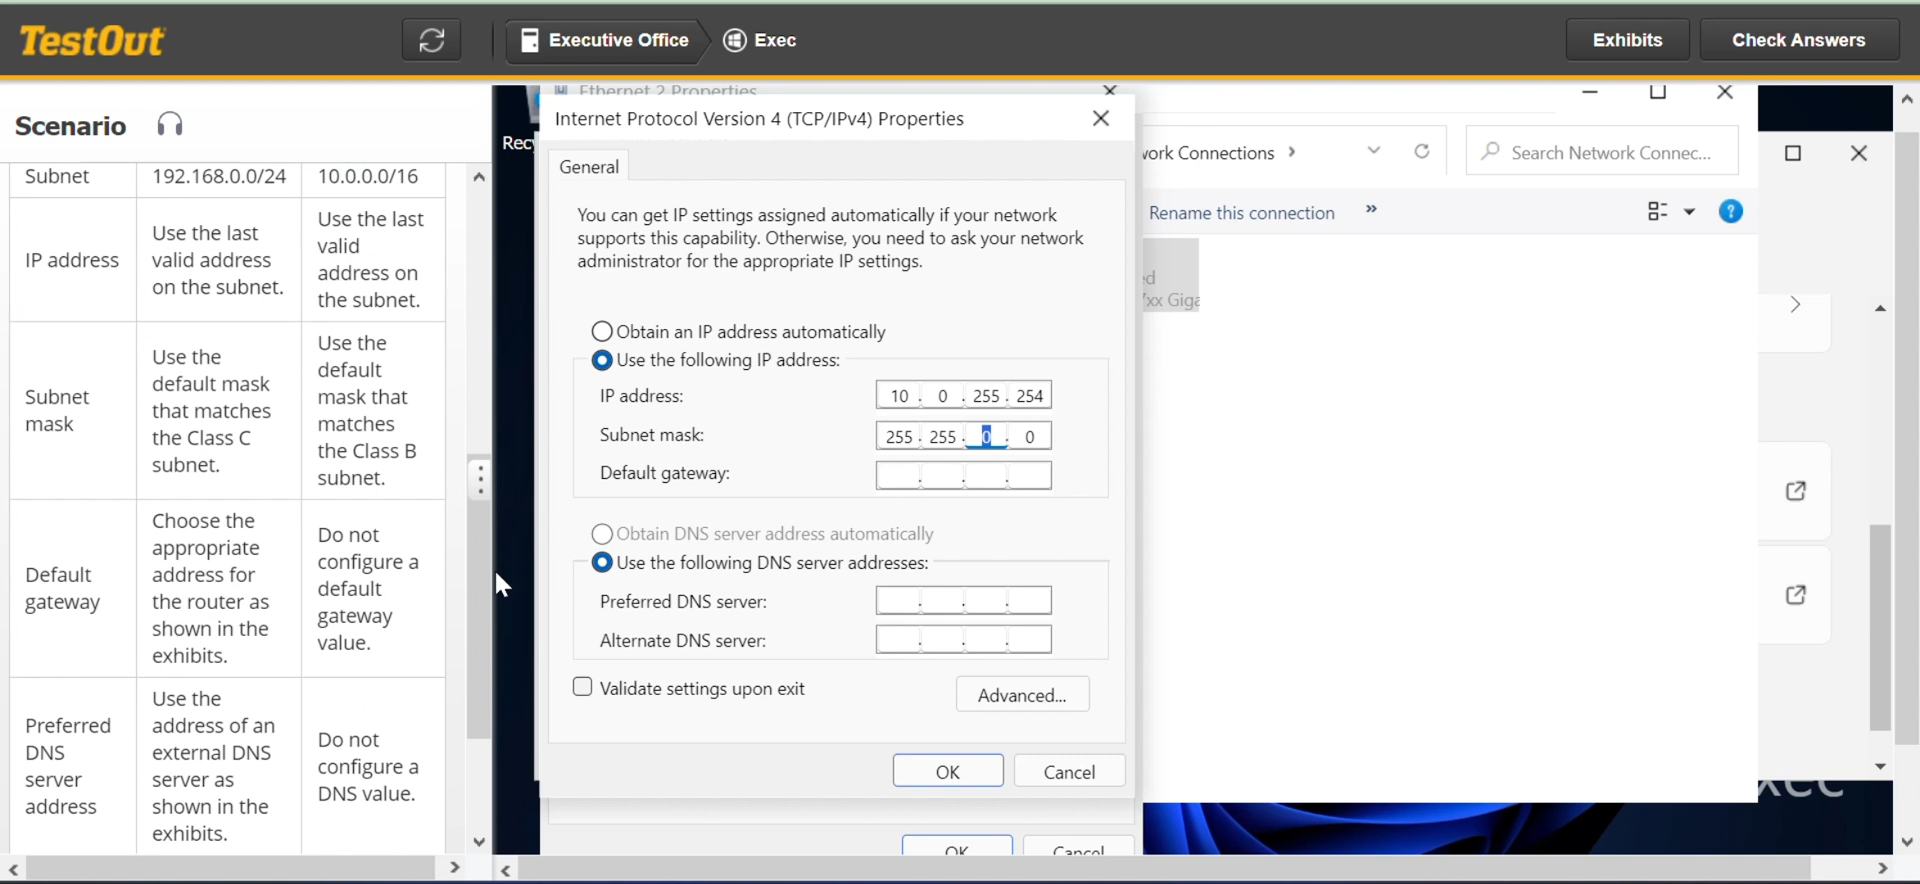 TestOut
Executive Office
Exec
Exhibits
Check Answers
Scenario
Subnet
192.168.0.0/24
10.0.0.0/16
IP address
Use the last
valid address
on the subnet.
Use the last
valid
address on
the subnet.
Subnet
mask
Use the
default mask
that matches
the Class C
subnet.
Use the
default
mask that
matches
the Class B
subnet.
Default
gateway
Choose the
appropriate
address for
the router as
shown in the
exhibits.
Do not
configure a
default
gateway
value.
Preferred
DNS
server
address
Use the
address of an
external DNS
server as
shown in the
exhibits.
Do not
configure a
DNS value.
Recy
Ethernet 2 Properties
Internet Protocol Version 4 (TCP/IPv4) Properties
General
You can get IP settings assigned automatically if your network
supports this capability. Otherwise, you need to ask your network
administrator for the appropriate IP settings.
Obtain an IP address automatically
Use the following IP address:
IP address: 10 . 0 . 255 . 254
Subnet mask: 255 . 255 . 0 . 0
Default gateway: . . .
Obtain DNS server address automatically
Use the following DNS server addresses:
Preferred DNS server: . . .
Alternate DNS server: . . .
Validate settings upon exit
Advanced...
OK
Cancel
OK
Cancel
work Connections
Search Network Connec...
Rename this connection
»
?
ed
7xx Giga